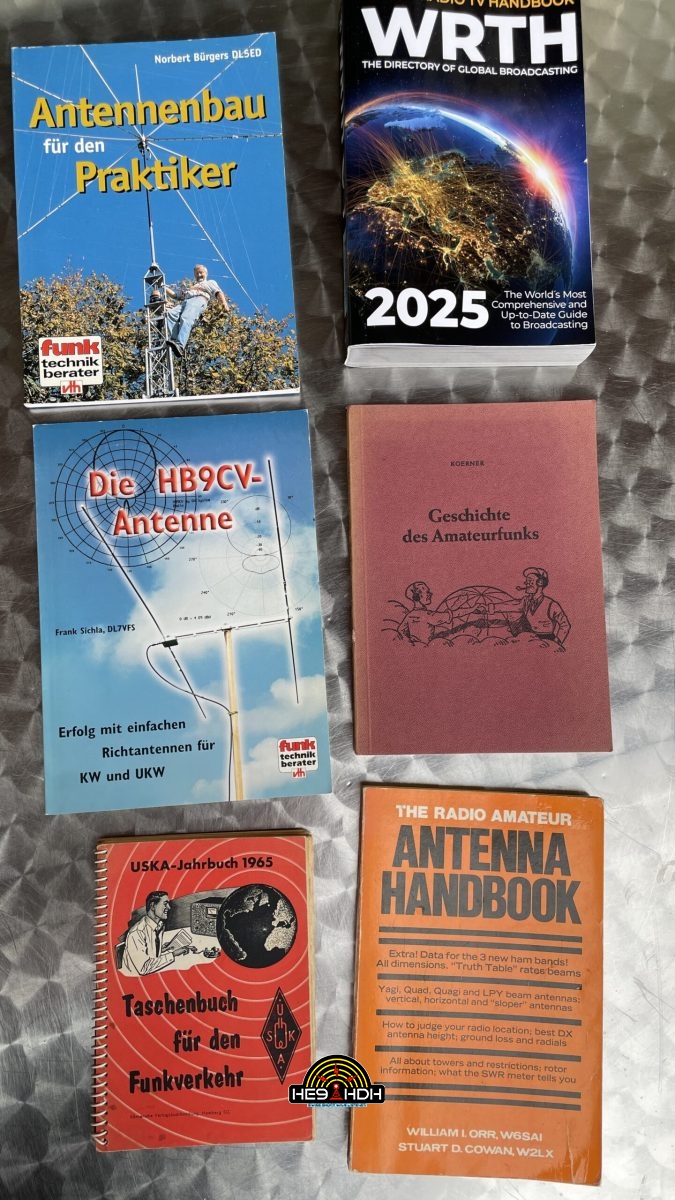 Norbert Bürgers DL5ED
Antennenbau
für den
Praktiker
funk
technik
berater
vth
RADIO TV HANDBOOK
WRTH
THE DIRECTORY OF GLOBAL BROADCASTING
2025
The World's Most
Comprehensive and
Up-to-Date Guide
to Broadcasting
Die HB9CV-
Antenne
Frank Sichla, DL7VFS
Erfolg mit einfachen
Richtantennen für
KW und UKW
funk
technik
berater
vth
KOERNER
Geschichte
des Amateurfunks
USKA-Jahrbuch 1965
Taschenbuch
für den
Funkverkehr
U
S K
A
THE RADIO AMATEUR
ANTENNA
HANDBOOK
Extra! Data for the 3 new ham bands!
All dimensions. "Truth Table" rates beams
Yagi, Quad, Quagi and LPY beam antennas;
vertical, horizontal and "sloper" antennas
How to judge your radio location; best DX
antenna height; ground loss and radials
All about towers and restrictions; rotor
information; what the SWR meter tells you
WILLIAM I. ORR, W6SAI
STUART D. COWAN, W2LX
HE9HDH